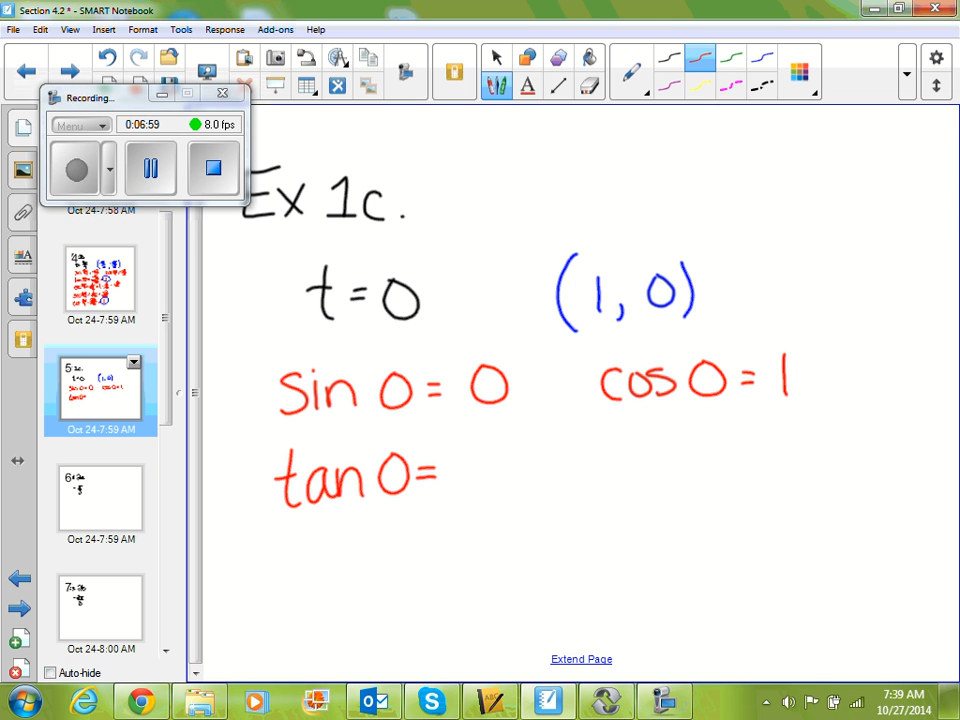 Section 4.2 * - SMART Notebook
File Edit View Insert Format Tools Response Add-ons Help
Recording...
Menu 0:06:59 8.0 fps
Oct 24-7:58 AM
Oct 24-7:59 AM
Oct 24-7:59 AM
Oct 24-7:59 AM
Oct 24-8:00 AM
Auto-hide
Ex 1c.
t = 0 (1, 0)
sin 0 = 0 cos 0 = 1
tan 0 =
Extend Page
7:39 AM
10/27/2014